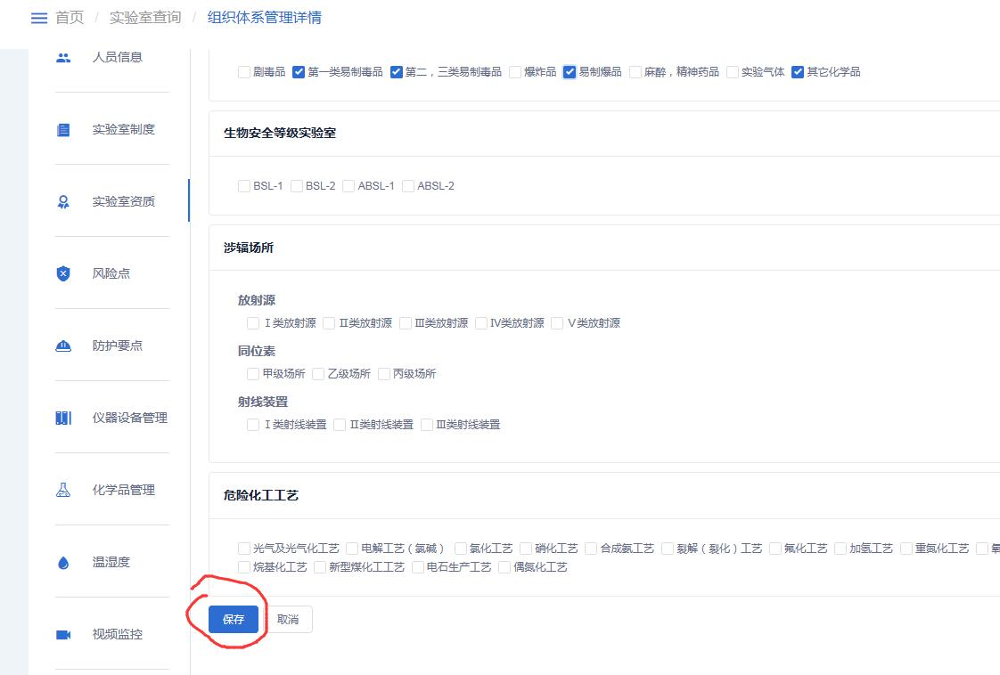 首页 / 实验室查询 / 组织体系管理详情
人员信息
实验室制度
实验室资质
风险点
防护要点
仪器设备管理
化学品管理
温湿度
视频监控
剧毒品 第一类易制毒品 第二，三类易制毒品 爆炸品 易制爆品 麻醉，精神药品 实验气体 其它化学品
生物安全等级实验室
BSL-1 BSL-2 ABSL-1 ABSL-2
涉辐场所
放射源
Ⅰ类放射源 Ⅱ类放射源 Ⅲ类放射源 Ⅳ类放射源 Ⅴ类放射源
同位素
甲级场所 乙级场所 丙级场所
射线装置
Ⅰ类射线装置 Ⅱ类射线装置 Ⅲ类射线装置
危险化工工艺
光气及光气化工艺 电解工艺（氯碱） 氯化工艺 硝化工艺 合成氨工艺 裂解（裂化）工艺 氟化工艺 加氢工艺 重氮化工艺
烷基化工艺 新型煤化工工艺 电石生产工艺 偶氮化工艺
保存 取消